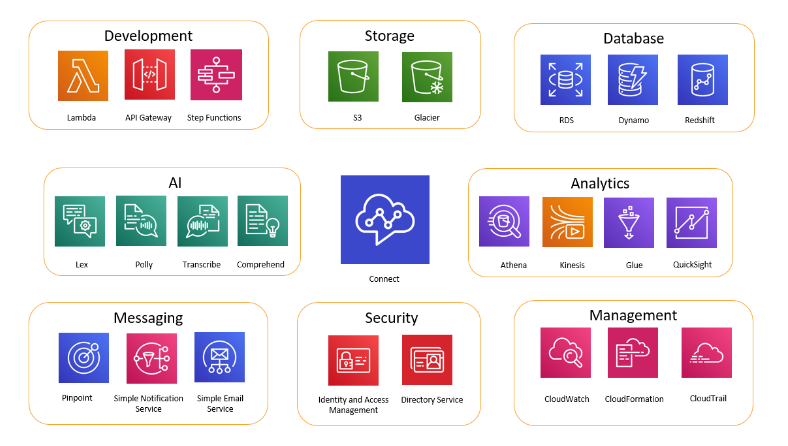 Development
Lambda
API Gateway
Step Functions
Storage
S3
Glacier
Database
RDS
Dynamo
Redshift
AI
Lex
Polly
Transcribe
Comprehend
Connect
Analytics
Athena
Kinesis
Glue
QuickSight
Messaging
Pinpoint
Simple Notification
Service
Simple Email
Service
Security
Identity and Access
Management
Directory Service
Management
CloudWatch
CloudFormation
CloudTrail